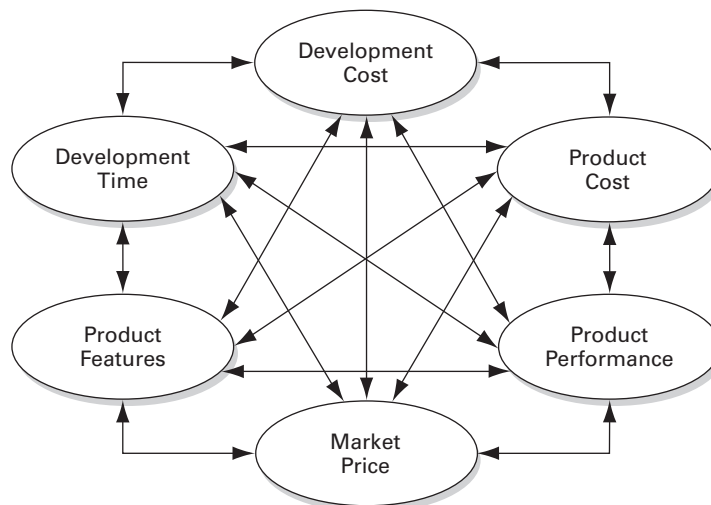 Development
Cost
Development
Time
Product
Cost
Product
Features
Product
Performance
Market
Price